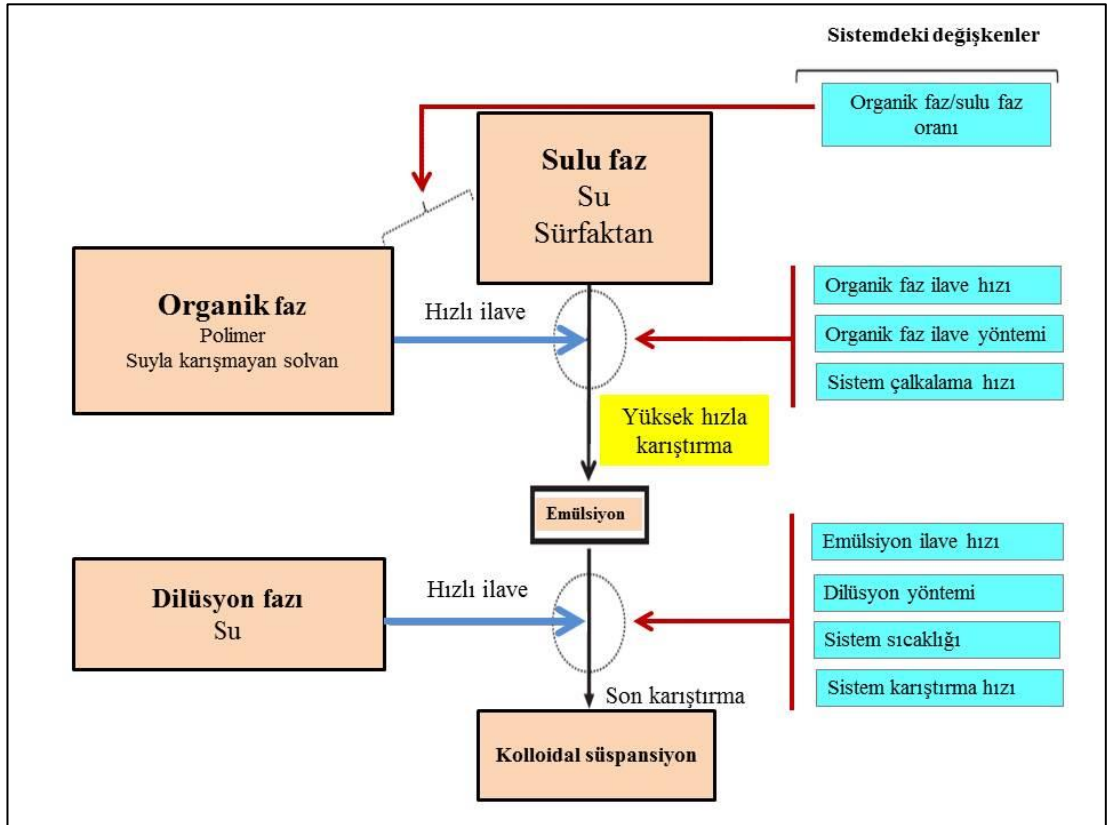 Sistemdeki değişkenler
Organik faz/sulu faz
oranı
Sulu faz
Su
Sürfaktan
Organik faz
Polimer
Suyla karışmayan solvan
Hızlı ilave
Organik faz ilave hızı
Organik faz ilave yöntemi
Sistem çalkalama hızı
Yüksek hızla
karıştırma
Emülsiyon
Dilüsyon fazı
Su
Hızlı ilave
Emülsiyon ilave hızı
Dilüsyon yöntemi
Sistem sıcaklığı
Sistem karıştırma hızı
Son karıştırma
Kolloidal süspansiyon